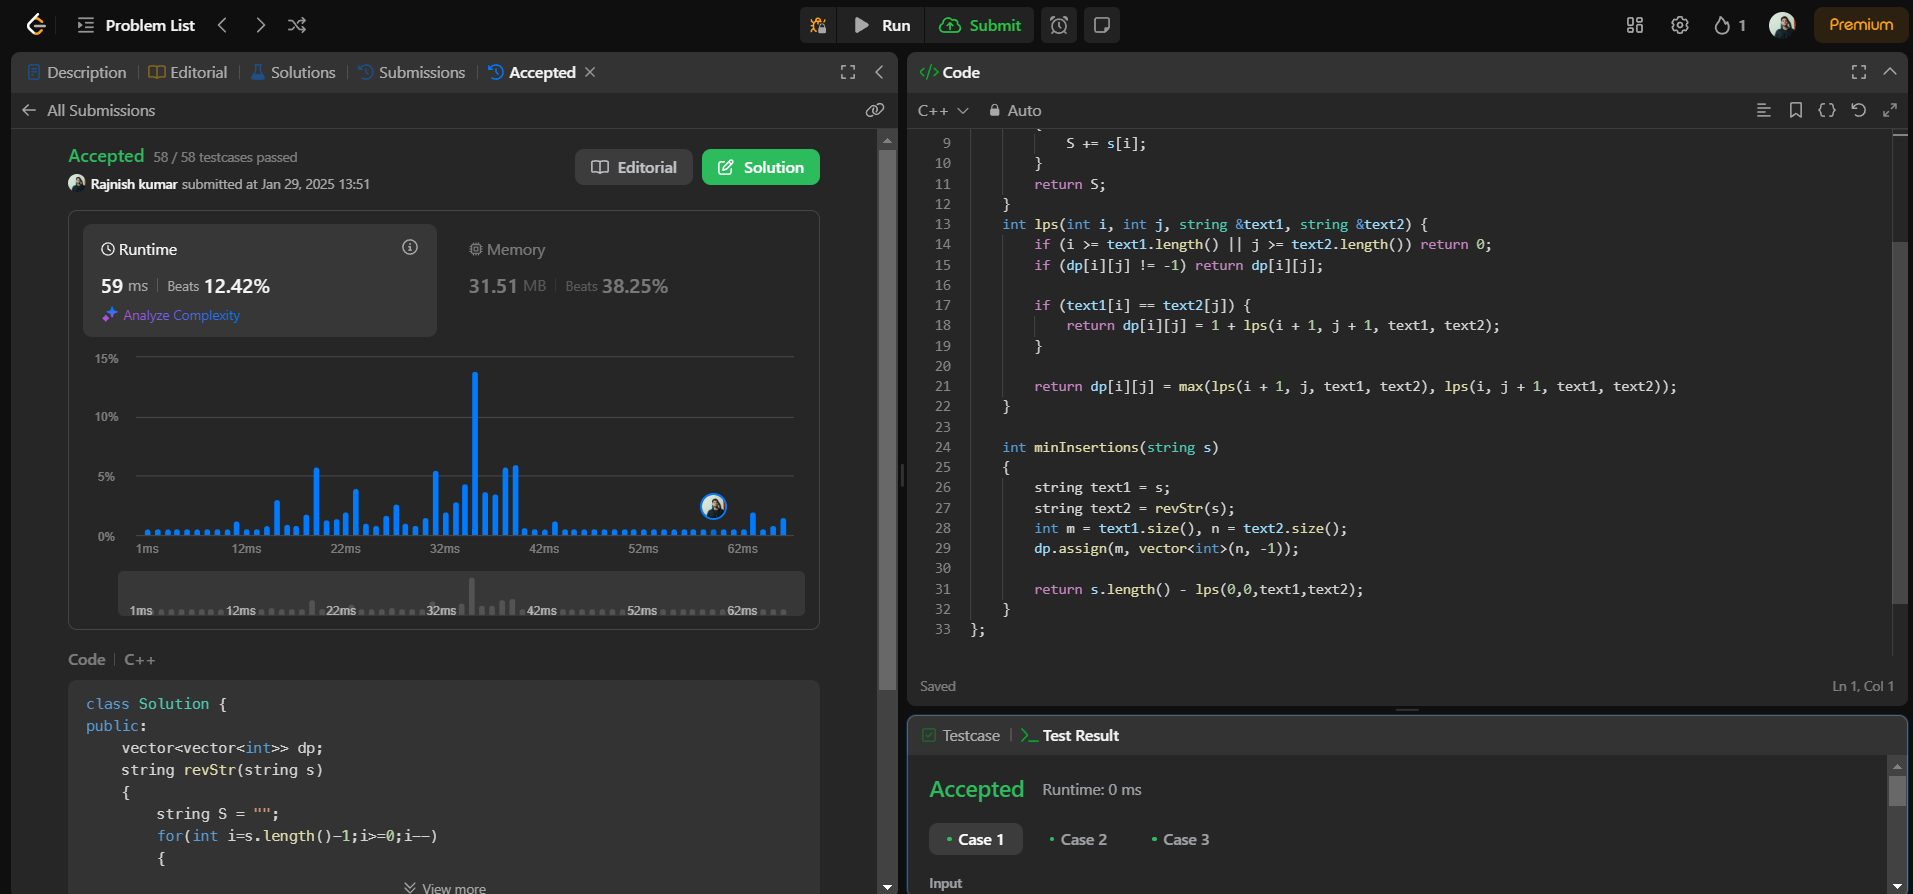 Problem List
Run
Submit
1
Premium
Description
Editorial
Solutions
Submissions
Accepted
All Submissions
Accepted 58 / 58 testcases passed
Rajnish kumar submitted at Jan 29, 2025 13:51
Editorial
Solution
Runtime
59 ms Beats 12.42%
Analyze Complexity
Memory
31.51 MB Beats 38.25%
15%
10%
5%
0%
1ms 12ms 22ms 32ms 42ms 52ms 62ms
1ms 12ms 22ms 32ms 42ms 52ms 62ms
Code C++
class Solution {
public:
    vector<vector<int>> dp;
    string revStr(string s)
    {
        string S = "";
        for(int i=s.length()-1;i>=0;i--)
        {
View more
</>Code
C++ Auto
9             S += s[i];
10         }
11         return S;
12     }
13     int lps(int i, int j, string &text1, string &text2) {
14         if (i >= text1.length() || j >= text2.length()) return 0;
15         if (dp[i][j] != -1) return dp[i][j];
16
17         if (text1[i] == text2[j]) {
18             return dp[i][j] = 1 + lps(i + 1, j + 1, text1, text2);
19         }
20
21         return dp[i][j] = max(lps(i + 1, j, text1, text2), lps(i, j + 1, text1, text2));
22     }
23
24     int minInsertions(string s)
25     {
26         string text1 = s;
27         string text2 = revStr(s);
28         int m = text1.size(), n = text2.size();
29         dp.assign(m, vector<int>(n, -1));
30
31         return s.length() - lps(0,0,text1,text2);
32     }
33 };
Saved
Ln 1, Col 1
Testcase
Test Result
Accepted Runtime: 0 ms
Case 1
Case 2
Case 3
Input